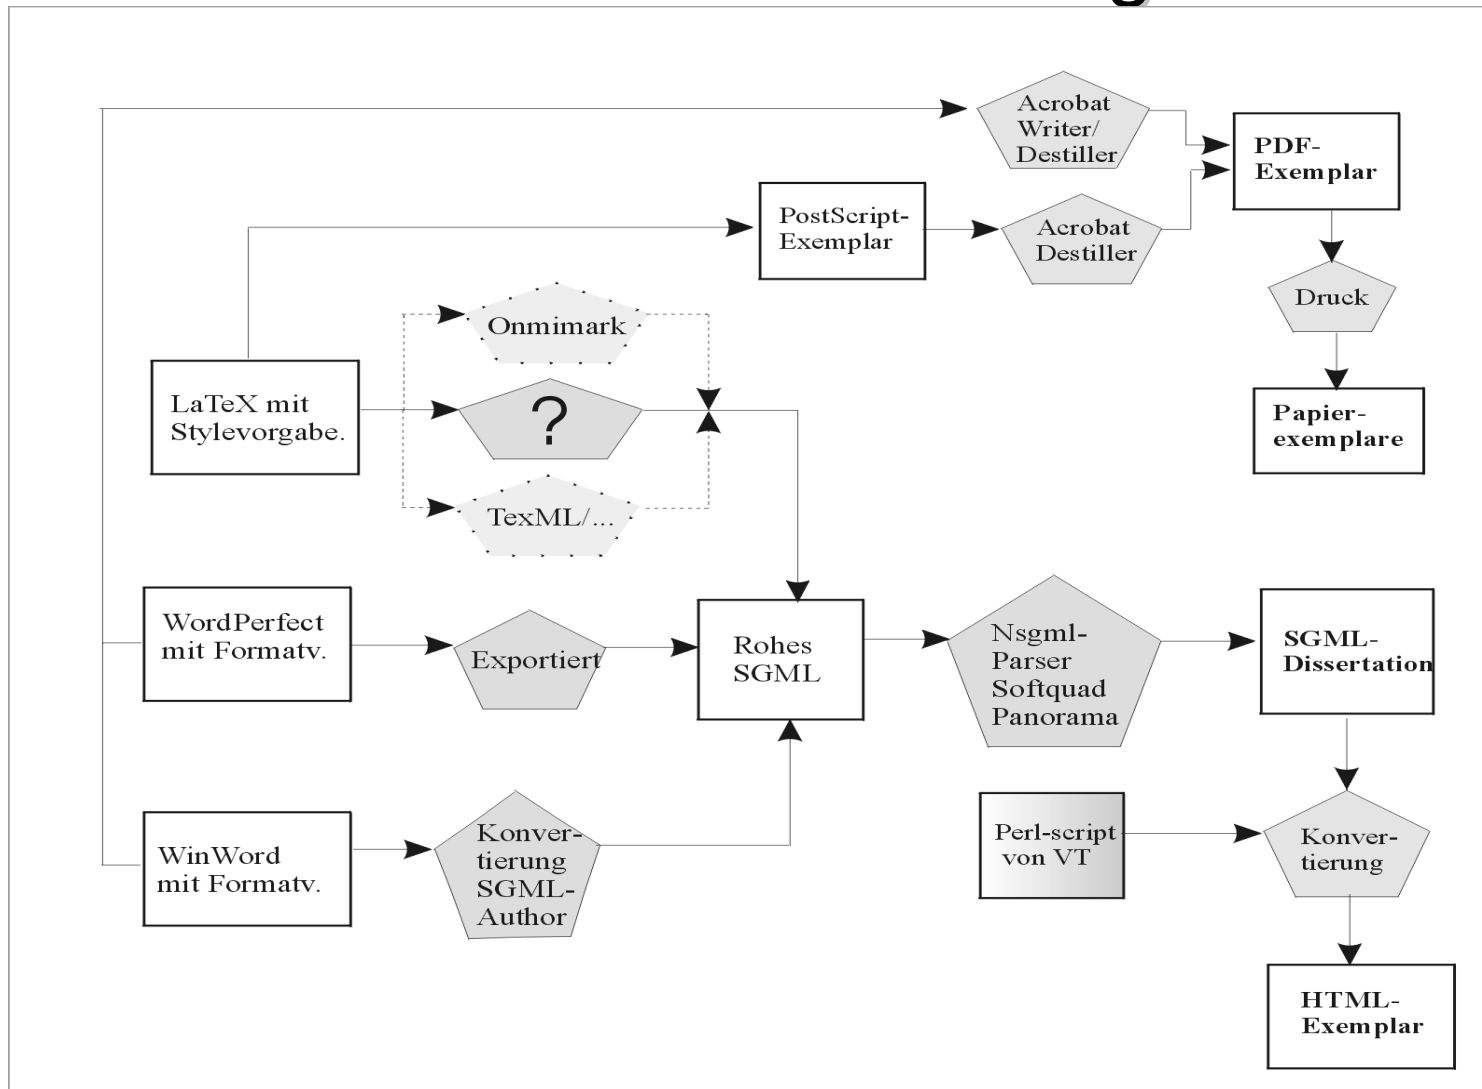 Acrobat
Writer/
Destiller
PDF-
Exemplar
PostScript-
Exemplar
Acrobat
Destiller
Druck
Onmimark
LaTeX mit
Stylevorgabe.
?
Papier-
exemplare
TexML/...
WordPerfect
mit Formatv.
Exportiert
Rohes
SGML
Nsgml-
Parser
Softquad
Panorama
SGML-
Dissertation
WinWord
mit Formatv.
Konver-
tierung
SGML-
Author
Perl-script
von VT
Konver-
tierung
HTML-
Exemplar